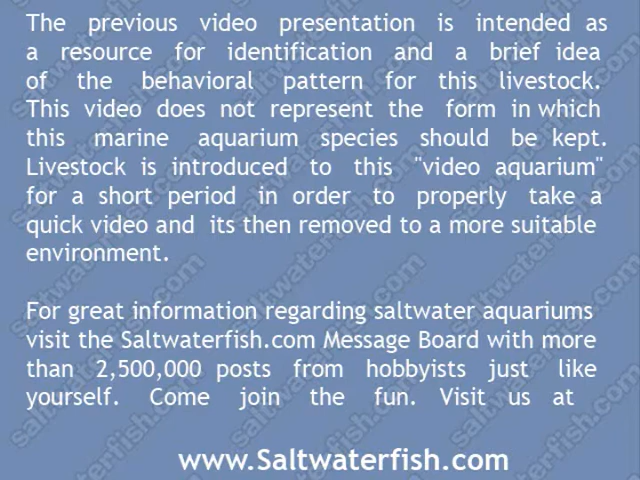 The previous video presentation is intended as
a resource for identification and a brief idea
of the behavioral pattern for this livestock.
This video does not represent the form in which
this marine aquarium species should be kept.
Livestock is introduced to this "video aquarium"
for a short period in order to properly take a
quick video and its then removed to a more suitable
environment.
For great information regarding saltwater aquariums
visit the Saltwaterfish.com Message Board with more
than 2,500,000 posts from hobbyists just like
yourself. Come join the fun. Visit us at
www.Saltwaterfish.com